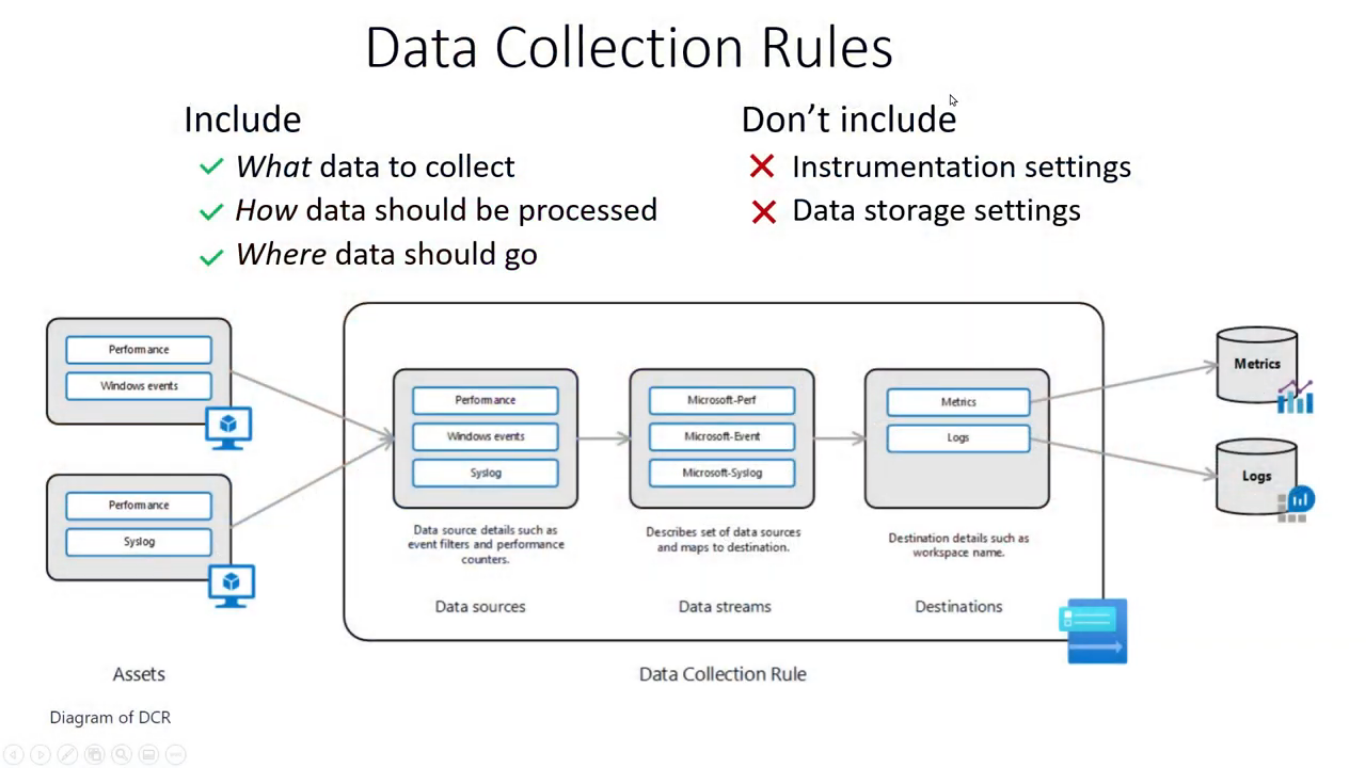 Data Collection Rules
Include
What data to collect
How data should be processed
Where data should go
Don’t include
Instrumentation settings
Data storage settings
Performance
Windows events
Performance
Syslog
Assets
Performance
Windows events
Syslog
Data source details such as
event filters and performance
counters.
Data sources
Microsoft-Perf
Microsoft-Event
Microsoft-Syslog
Describes set of data sources
and maps to destination.
Data streams
Metrics
Logs
Destination details such as
workspace name.
Destinations
Data Collection Rule
Metrics
Logs
Diagram of DCR